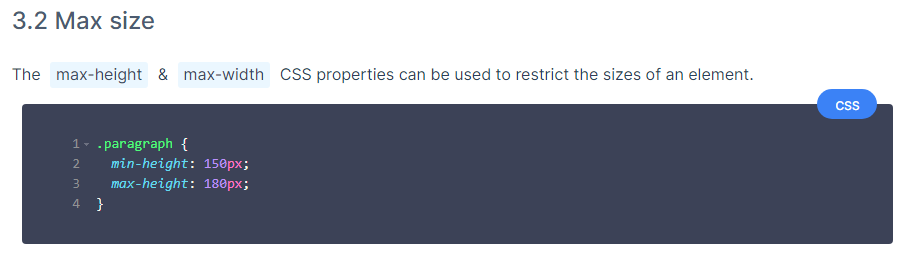 3.2 Max size
The max-height & max-width CSS properties can be used to restrict the sizes of an element.
CSS
1 .paragraph {
2 min-height: 150px;
3 max-height: 180px;
4 }